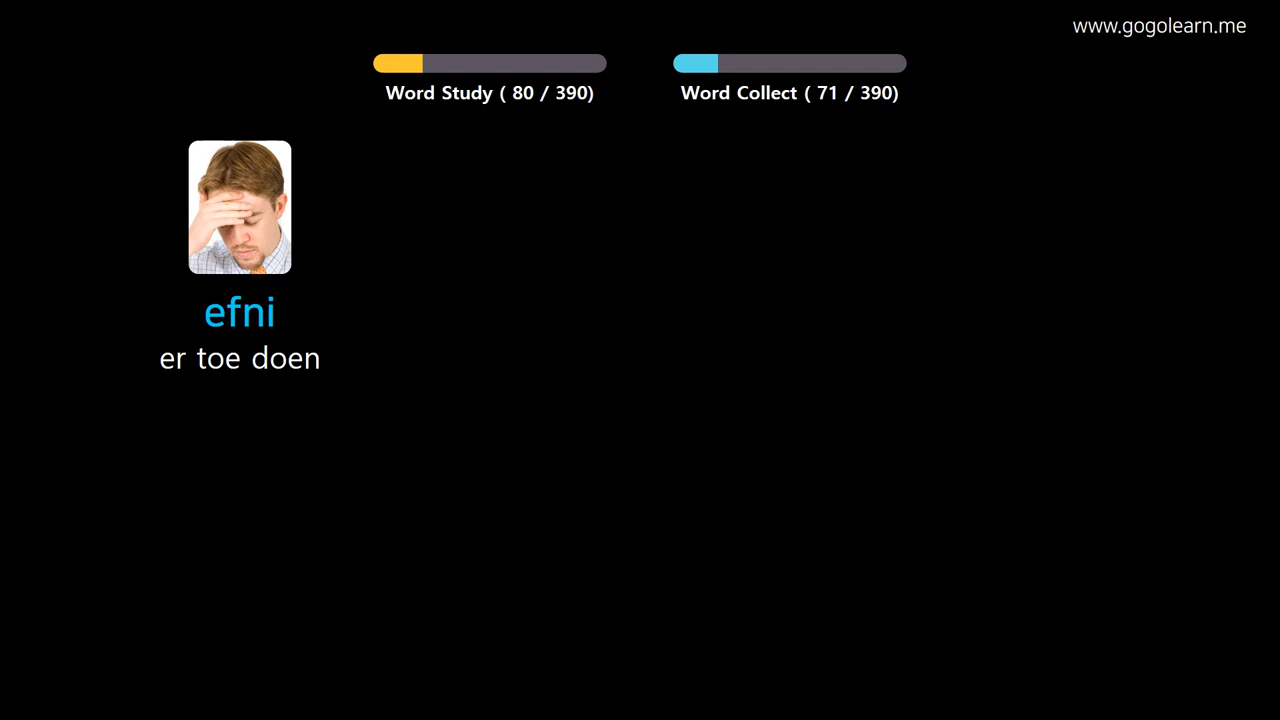 www.gogolearn.me
Word Study ( 80 / 390)
Word Collect ( 71 / 390)
efni
er toe doen